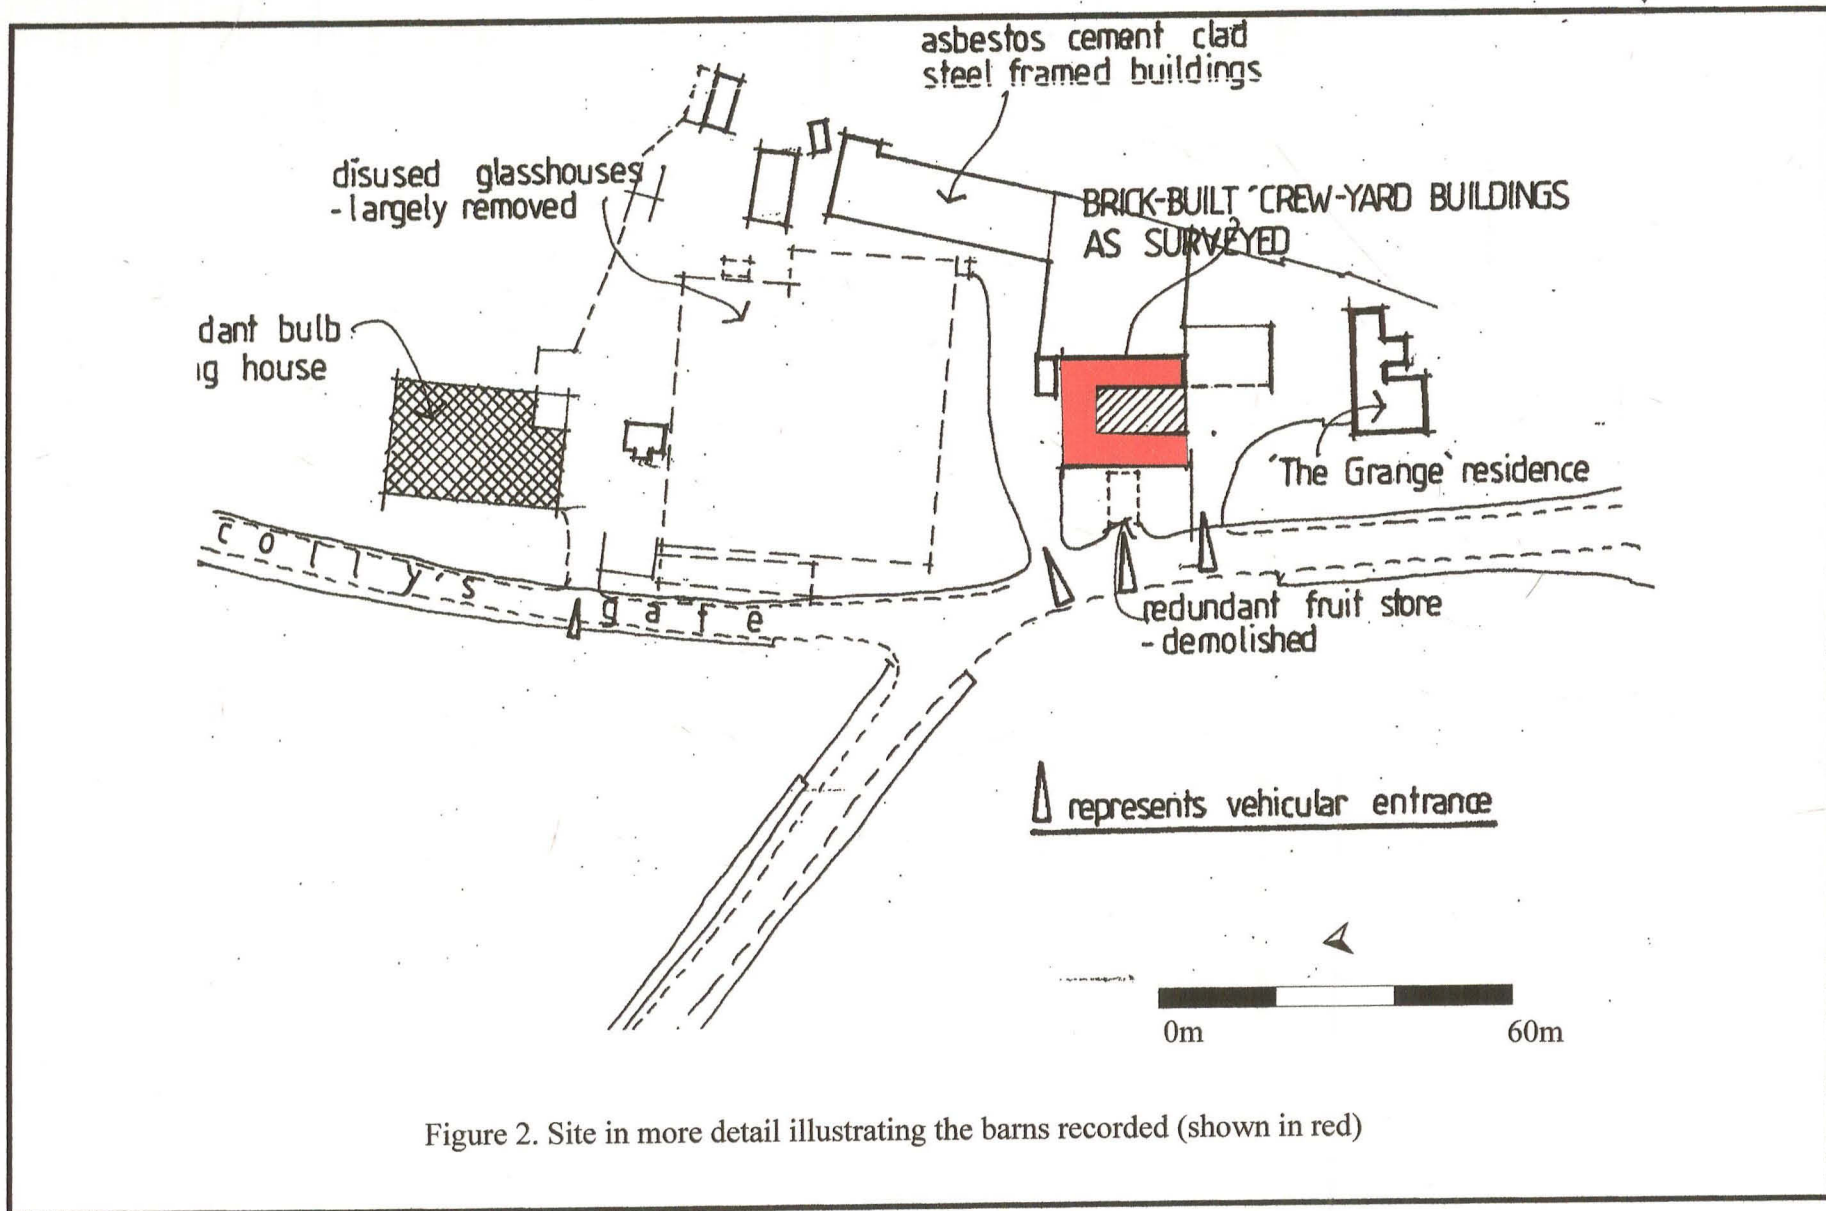 asbestos cement clad
steel framed buildings
disused glasshouses
- largely removed
BRICK-BUILT 'CREW-YARD BUILDINGS
AS SURVEYED
dant bulb
house
'The Grange' residence
Colly's gate
redundant fruit store
- demolished
represents vehicular entrance
0m 60m
Figure 2. Site in more detail illustrating the barns recorded (shown in red)